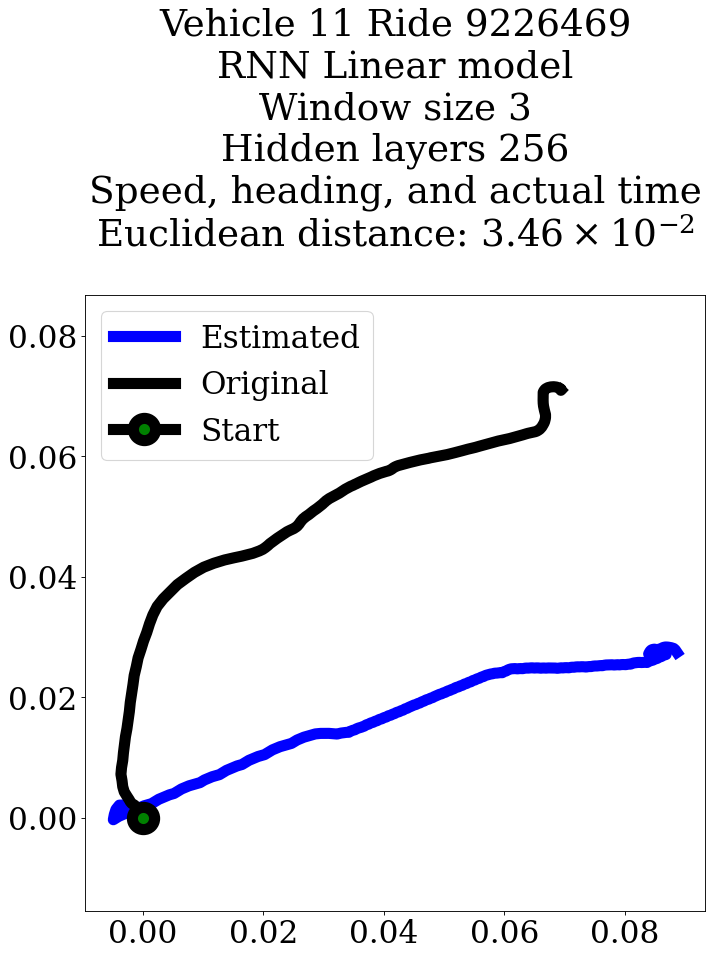 Vehicle 11 Ride 9226469
RNN Linear model
Window size 3
Hidden layers 256
Speed, heading, and actual time
Euclidean distance: 3.46 × 10⁻²
Estimated
Original
Start
0.08
0.06
0.04
0.02
0.00
0.00 0.02 0.04 0.06 0.08